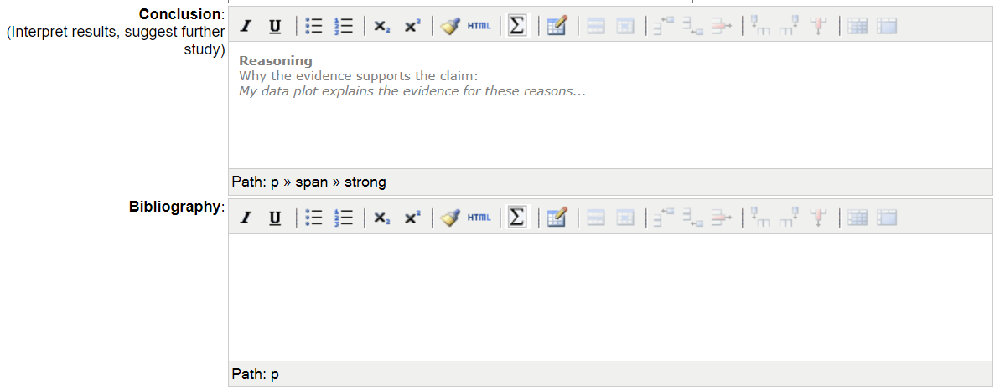 Conclusion:
(Interpret results, suggest further
study)
I U X₂ X² HTML Σ
Reasoning
Why the evidence supports the claim:
My data plot explains the evidence for these reasons...
Path: p » span » strong
Bibliography:
I U X₂ X² HTML Σ
Path: p